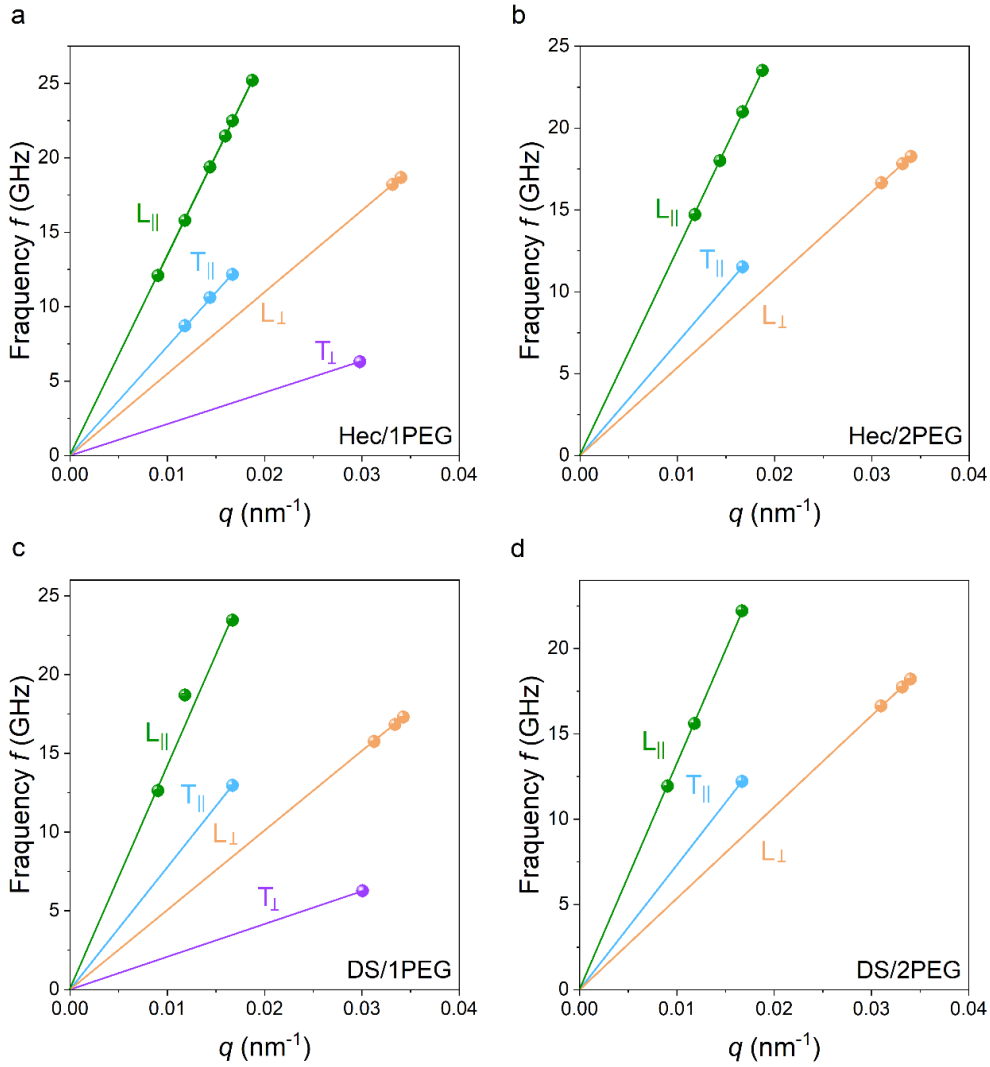 a
25
20
15
10
5
0
0.00 0.01 0.02 0.03 0.04
Fraquency f (GHz)
q (nm⁻¹)
L||
T||
L⊥
T⊥
Hec/1PEG
b
25
20
15
10
5
0
0.00 0.01 0.02 0.03 0.04
Fraquency f (GHz)
q (nm⁻¹)
L||
T||
L⊥
Hec/2PEG
c
25
20
15
10
5
0
0.00 0.01 0.02 0.03 0.04
Fraquency f (GHz)
q (nm⁻¹)
L||
T||
L⊥
T⊥
DS/1PEG
d
20
15
10
5
0
0.00 0.01 0.02 0.03 0.04
Fraquency f (GHz)
q (nm⁻¹)
L||
T||
L⊥
DS/2PEG